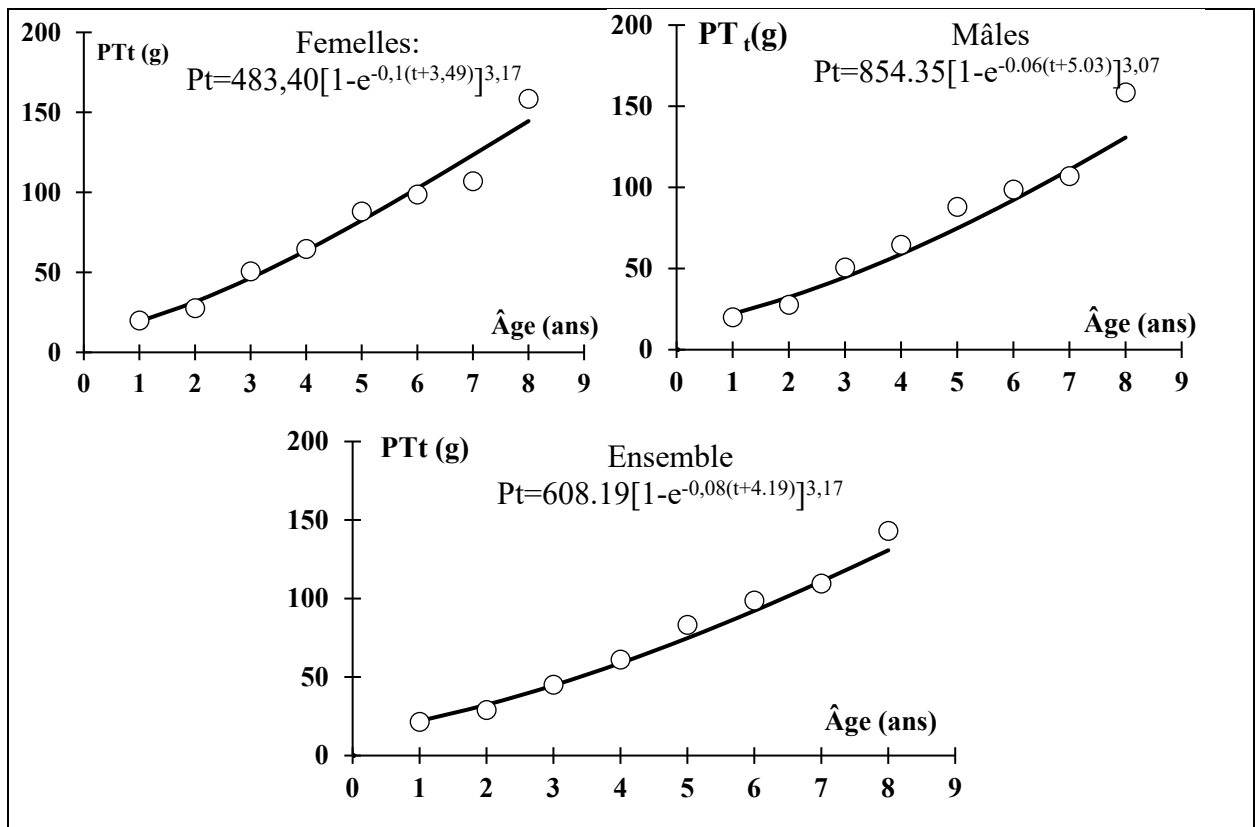 PTt (g)
Femelles:
Pt=483,40[1-e-0,1(t+3,49)]3,17
200
150
100
50
0
Âge (ans)
0 1 2 3 4 5 6 7 8 9
PT t(g)
Mâles
Pt=854.35[1-e-0.06(t+5.03)]3,07
200
150
100
50
0
Âge (ans)
0 1 2 3 4 5 6 7 8 9
PTt (g)
Ensemble
Pt=608.19[1-e-0,08(t+4.19)]3,17
200
150
100
50
0
Âge (ans)
0 1 2 3 4 5 6 7 8 9